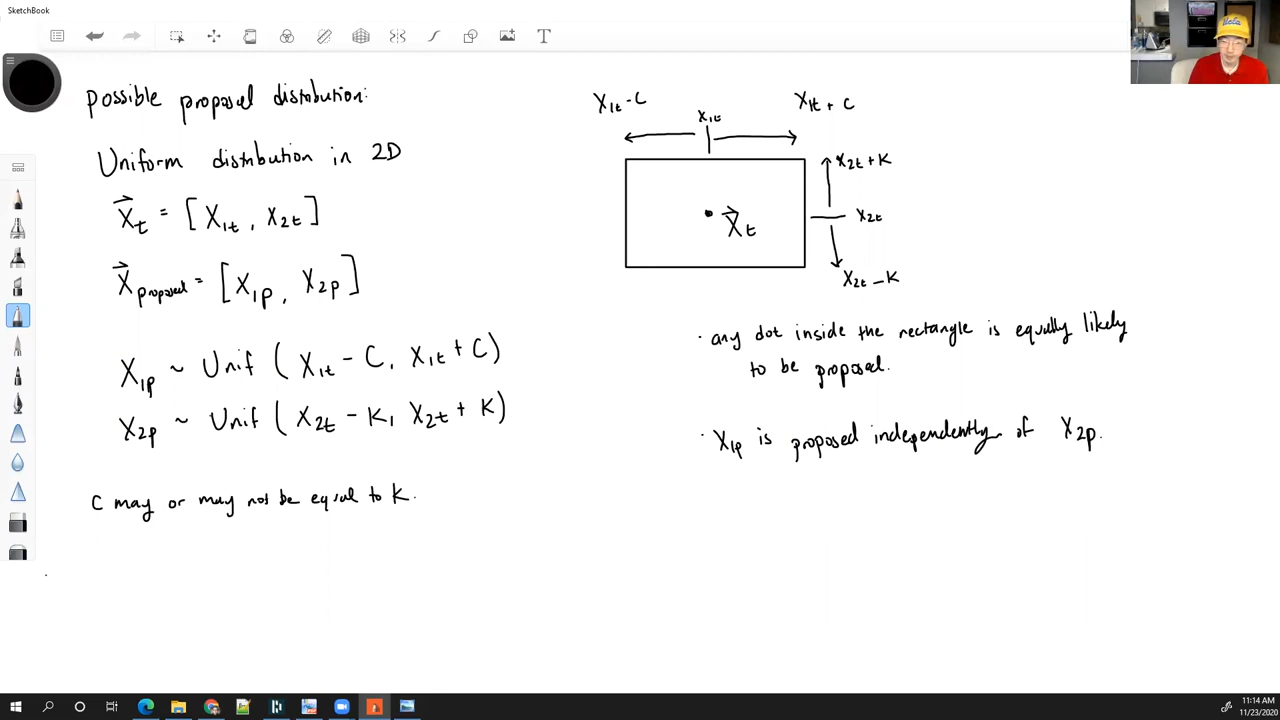 SketchBook
possible proposal distribution:
Uniform distribution in 2D
X⃗t = [X1t, X2t]
X⃗proposed = [X1p, X2p]
X1p ~ Unif (X1t - C, X1t + C)
X2p ~ Unif (X2t - K, X2t + K)
C may or may not be equal to K.
X1t - C
X1t
X1t + C
X2t + K
X2t
X2t - K
X⃗t
· any dot inside the rectangle is equally likely
to be proposed.
· X1p is proposed independently of X2p.
11:14 AM
11/23/2020